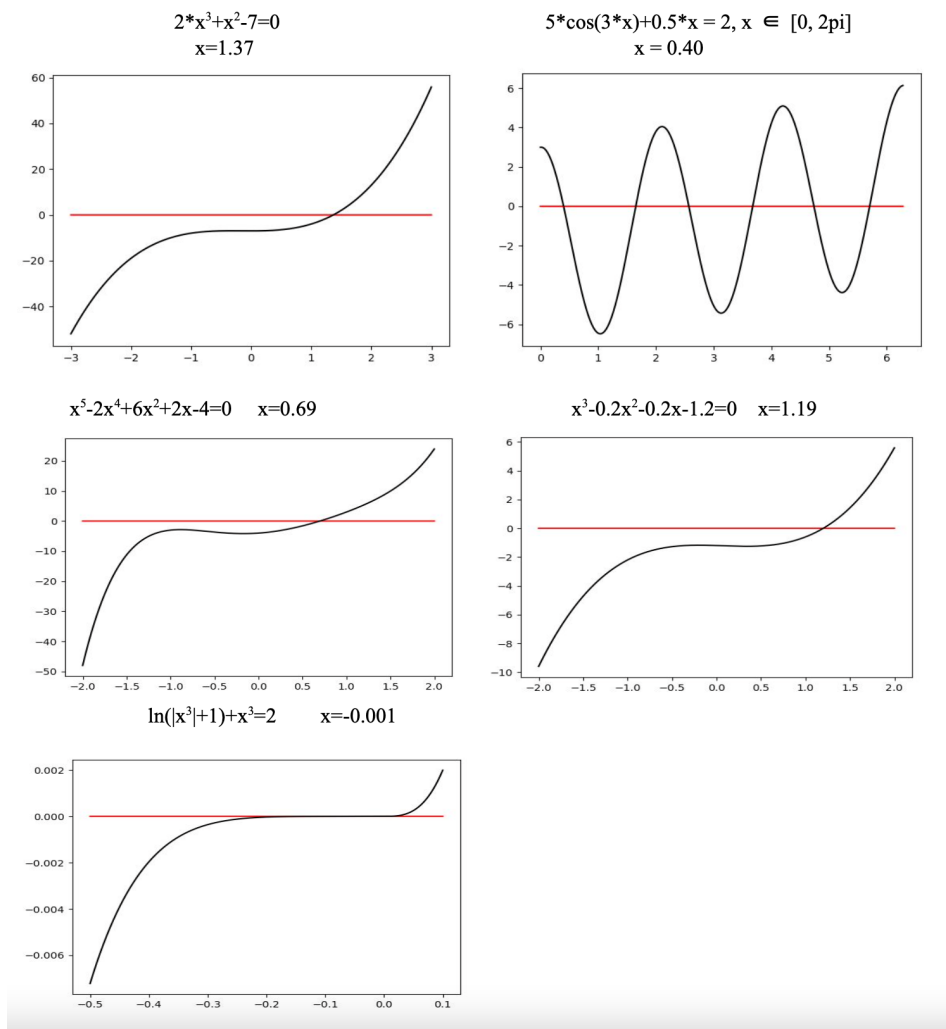 2*x³+x²-7=0
x=1.37
60
40
20
0
−20
−40
−3 −2 −1 0 1 2 3
5*cos(3*x)+0.5*x = 2, x ∈ [0, 2pi]
x = 0.40
6
4
2
0
−2
−4
−6
0 1 2 3 4 5 6
x⁵-2x⁴+6x²+2x-4=0 x=0.69
20
10
0
−10
−20
−30
−40
−50
−2.0 −1.5 −1.0 −0.5 0.0 0.5 1.0 1.5 2.0
x³-0.2x²-0.2x-1.2=0 x=1.19
6
4
2
0
−2
−4
−6
−8
−10
−2.0 −1.5 −1.0 −0.5 0.0 0.5 1.0 1.5 2.0
ln(|x³|+1)+x³=2 x=-0.001
0.002
0.000
−0.002
−0.004
−0.006
−0.5 −0.4 −0.3 −0.2 −0.1 0.0 0.1